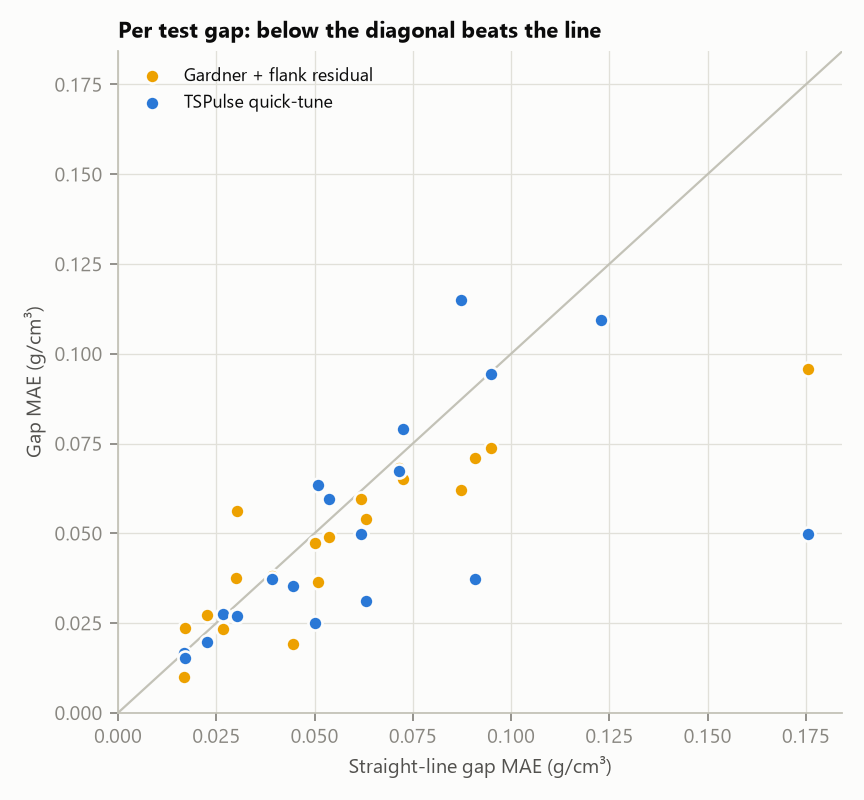 Per test gap: below the diagonal beats the line
Gardner + flank residual
TSPulse quick-tune
0.175
0.150
0.125
0.100
0.075
0.050
0.025
0.000
Gap MAE (g/cm³)
0.000 0.025 0.050 0.075 0.100 0.125 0.150 0.175
Straight-line gap MAE (g/cm³)